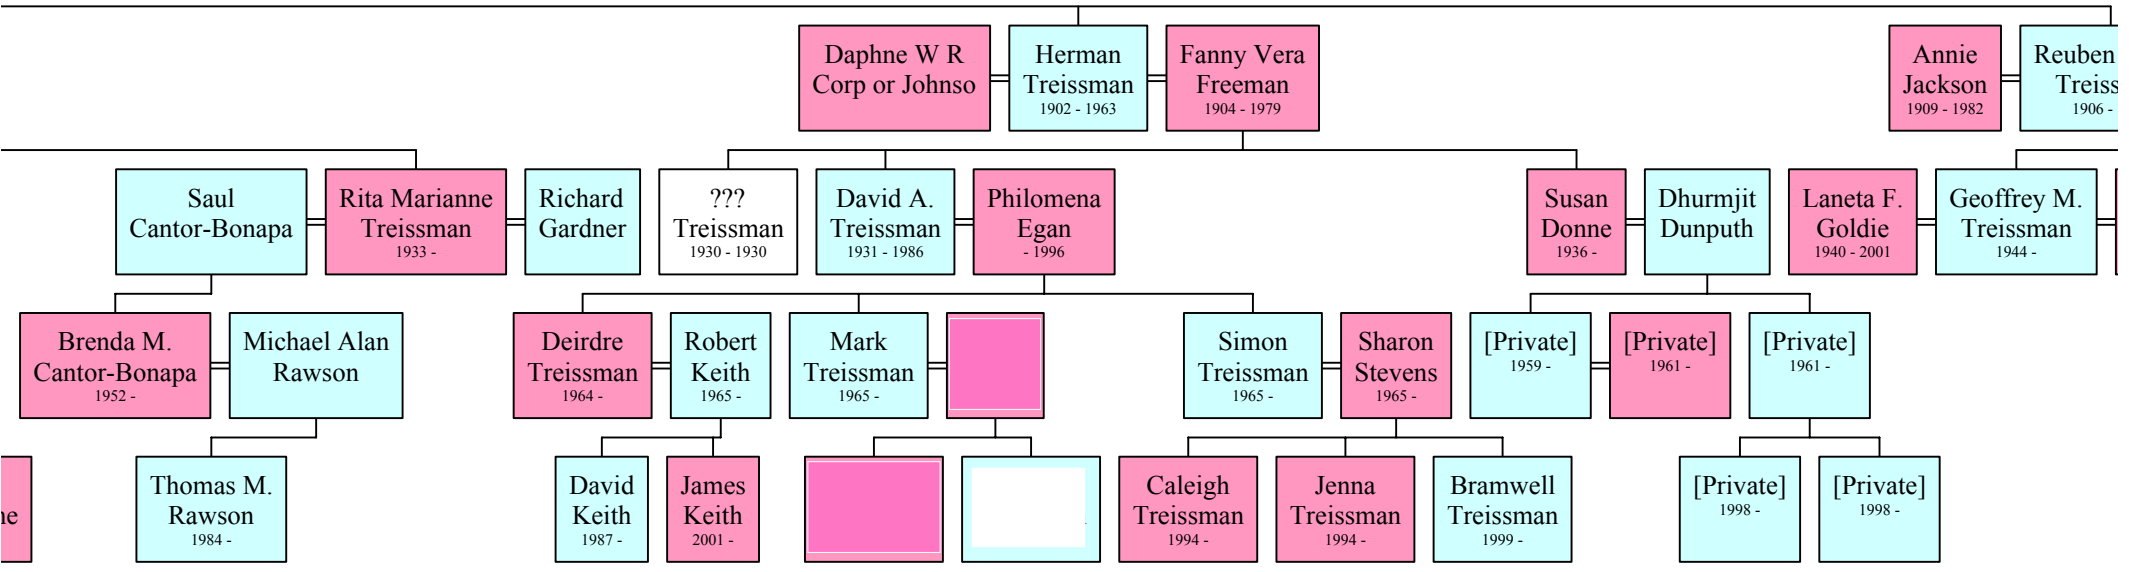 Daphne W R
Corp or Johnso
Herman
Treissman
1902 - 1963
Fanny Vera
Freeman
1904 - 1979
Annie
Jackson
1909 - 1982
Reuben
Treiss
1906 -
Saul
Cantor-Bonapa
Rita Marianne
Treissman
1933 -
Richard
Gardner
???
Treissman
1930 - 1930
David A.
Treissman
1931 - 1986
Philomena
Egan
- 1996
Susan
Donne
1936 -
Dhurmjit
Dunputh
Laneta F.
Goldie
1940 - 2001
Geoffrey M.
Treissman
1944 -
Brenda M.
Cantor-Bonapa
1952 -
Michael Alan
Rawson
Deirdre
Treissman
1964 -
Robert
Keith
1965 -
Mark
Treissman
1965 -
Simon
Treissman
1965 -
Sharon
Stevens
1965 -
[Private]
1959 -
[Private]
1961 -
[Private]
1961 -
Thomas M.
Rawson
1984 -
David
Keith
1987 -
James
Keith
2001 -
Caleigh
Treissman
1994 -
Jenna
Treissman
1994 -
Bramwell
Treissman
1999 -
[Private]
1998 -
[Private]
1998 -